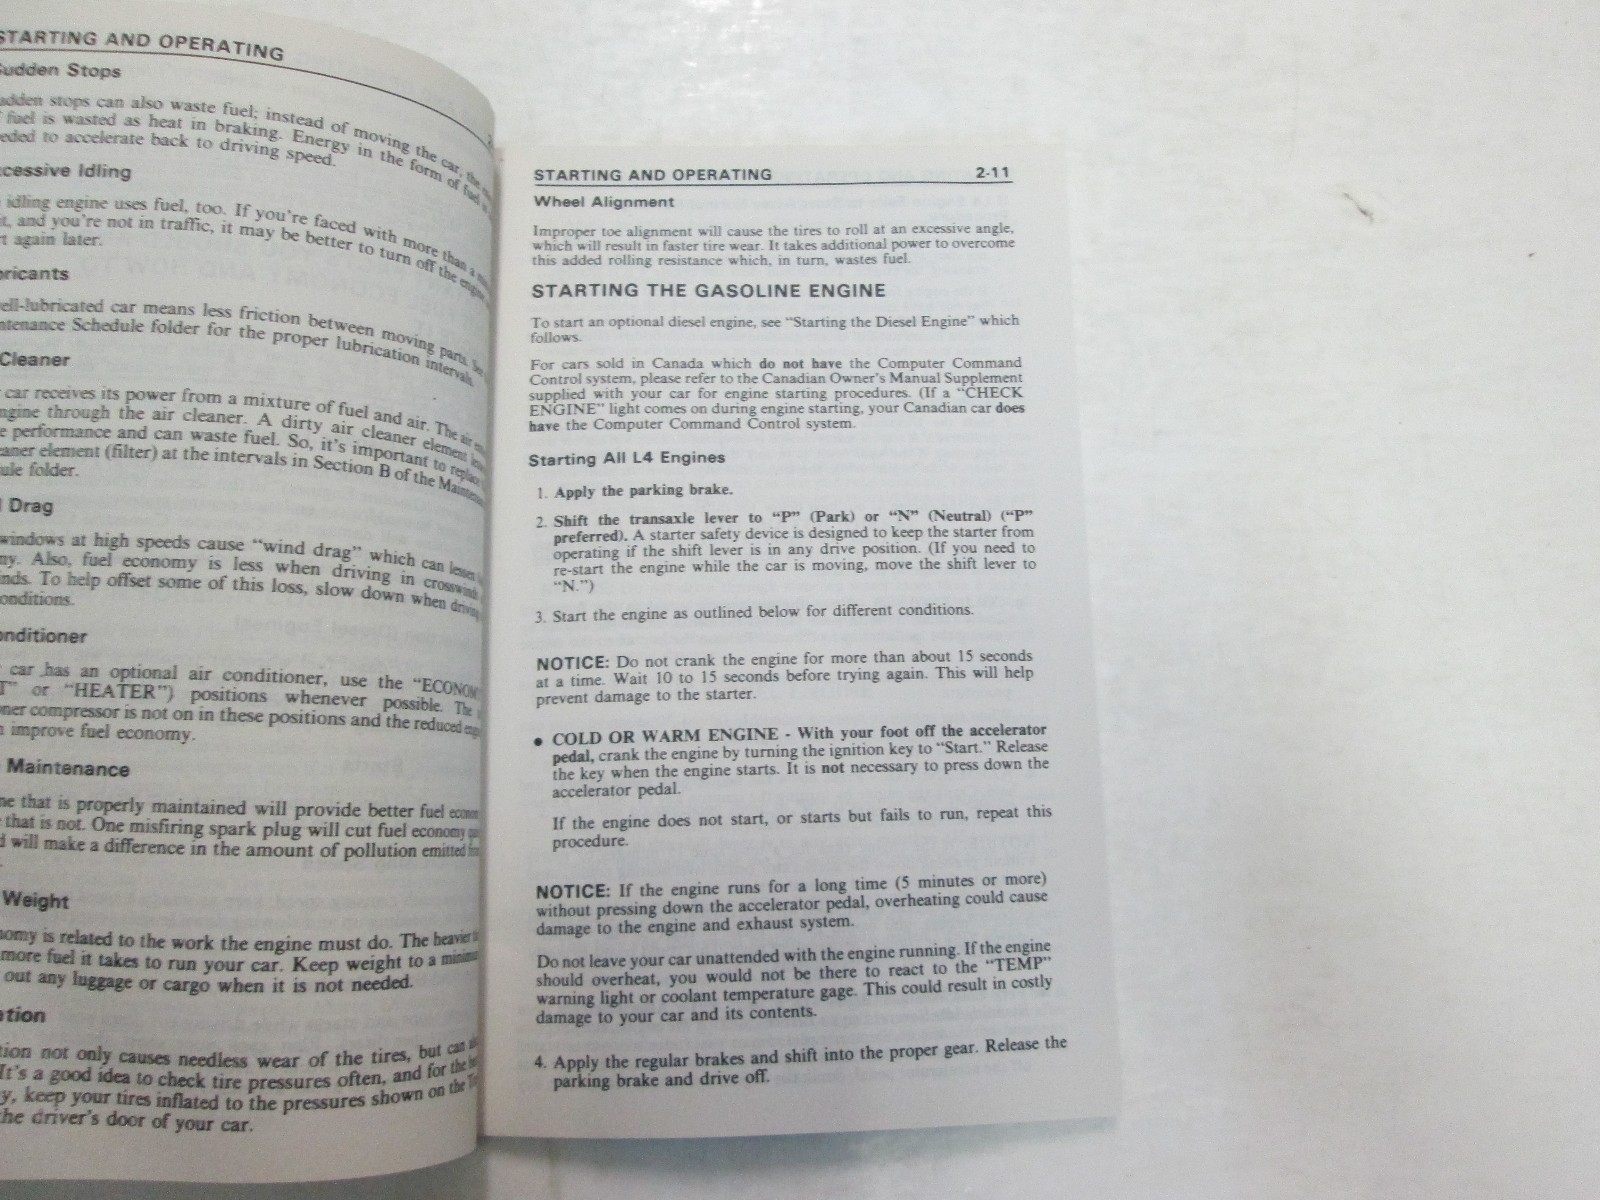 STARTING AND OPERATING
Sudden Stops
stops can also waste fuel; instead of moving the car, the
fuel is wasted as heat in braking. Energy in the form of fuel is
to accelerate back to driving speed.
Idling
idling engine uses fuel, too. If you're faced with more than a
and you're not in traffic, it may be better to turn off the engine
again later.
-lubricated car means less friction between moving parts. See
Schedule folder for the proper lubrication intervals.
Cleaner
car receives its power from a mixture of fuel and air. The air
through the air cleaner. A dirty air cleaner element
performance and can waste fuel. So, it's important to replace
element (filter) at the intervals in Section B of the
folder.
Drag
windows at high speeds cause "wind drag" which can lessen
Also, fuel economy is less when driving in crosswinds
To help offset some of this loss, slow down when driving
car has an optional air conditioner, use the
or "HEATER") positions whenever possible. The
compressor is not on in these positions and the reduced
improve fuel economy.
Maintenance
that is properly maintained will provide better fuel
that is not. One misfiring spark plug will cut fuel economy
will make a difference in the amount of pollution emitted
Weight
is related to the work the engine must do. The heavier
more fuel it takes to run your car. Keep weight to a
out any luggage or cargo when it is not needed.
not only causes needless wear of the tires, but can
It's a good idea to check tire pressures often, and for the
keep your tires inflated to the pressures shown on the
the driver's door of your car.
STARTING AND OPERATING 2-11
Wheel Alignment
Improper toe alignment will cause the tires to roll at an excessive angle,
which will result in faster tire wear. It takes additional power to overcome
this added rolling resistance which, in turn, wastes fuel.
STARTING THE GASOLINE ENGINE
To start an optional diesel engine, see "Starting the Diesel Engine" which
follows.
For cars sold in Canada which do not have the Computer Command
Control system, please refer to the Canadian Owner's Manual Supplement
supplied with your car for engine starting procedures. (If a "CHECK
ENGINE" light comes on during engine starting, your Canadian car does
have the Computer Command Control system.
Starting All L4 Engines
1. Apply the parking brake.
2. Shift the transaxle lever to "P" (Park) or "N" (Neutral) ("P"
preferred). A starter safety device is designed to keep the starter from
operating if the shift lever is in any drive position. (If you need to
re-start the engine while the car is moving, move the shift lever to
"N.")
3. Start the engine as outlined below for different conditions.
NOTICE: Do not crank the engine for more than about 15 seconds
at a time. Wait 10 to 15 seconds before trying again. This will help
prevent damage to the starter.
● COLD OR WARM ENGINE - With your foot off the accelerator
pedal, crank the engine by turning the ignition key to "Start." Release
the key when the engine starts. It is not necessary to press down the
accelerator pedal.
If the engine does not start, or starts but fails to run, repeat this
procedure.
NOTICE: If the engine runs for a long time (5 minutes or more)
without pressing down the accelerator pedal, overheating could cause
damage to the engine and exhaust system.
Do not leave your car unattended with the engine running. If the engine
should overheat, you would not be there to react to the "TEMP"
warning light or coolant temperature gage. This could result in costly
damage to your car and its contents.
4. Apply the regular brakes and shift into the proper gear. Release the
parking brake and drive off.